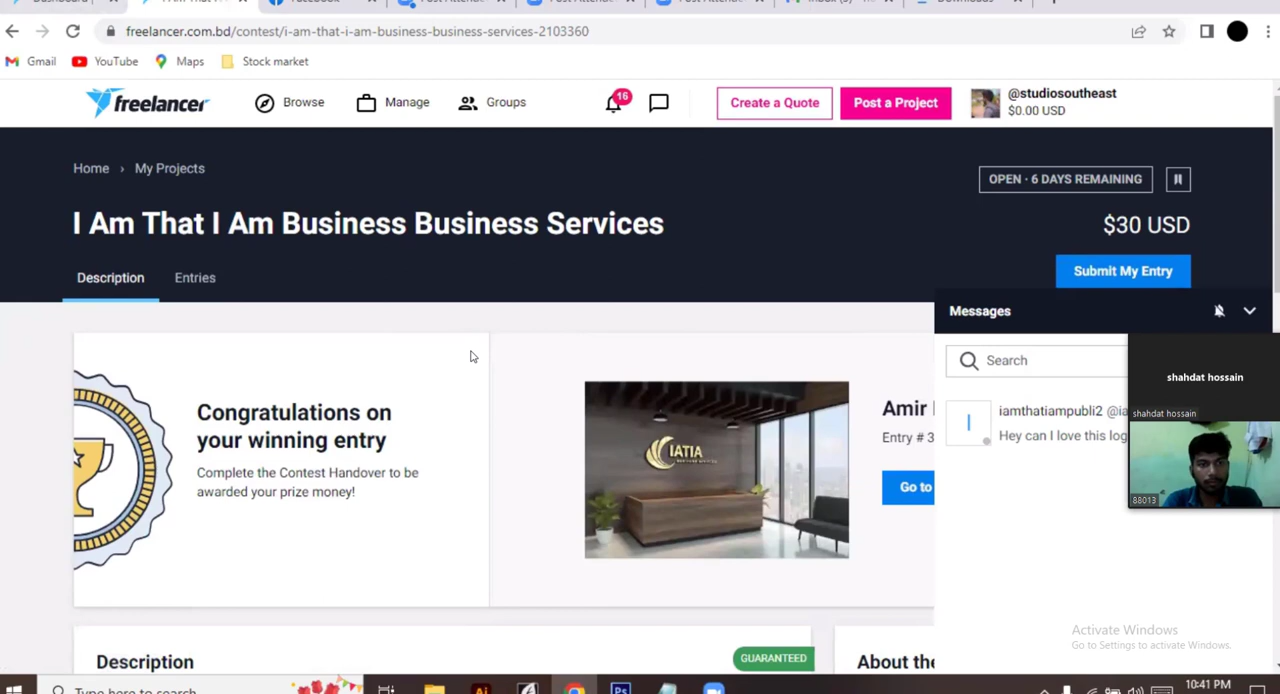 freelancer.com.bd/contest/i-am-that-i-am-business-business-services-2103360
Gmail YouTube Maps Stock market
freelancer Browse Manage Groups 16 Create a Quote Post a Project @studiosoutheast
$0.00 USD
Home › My Projects
OPEN · 6 DAYS REMAINING
I Am That I Am Business Business Services
$30 USD
Description Entries
Submit My Entry
Messages
Search
shahdat hossain
shahdat hossain
88013
iamthatiampubli2 @ia
Hey can I love this log
Congratulations on
your winning entry
Complete the Contest Handover to be
awarded your prize money!
IATIA
Amir
Entry # 3
Go to
Activate Windows
Go to Settings to activate Windows.
Description
GUARANTEED
About the
Type here to search
Ai
Ps
10:41 PM